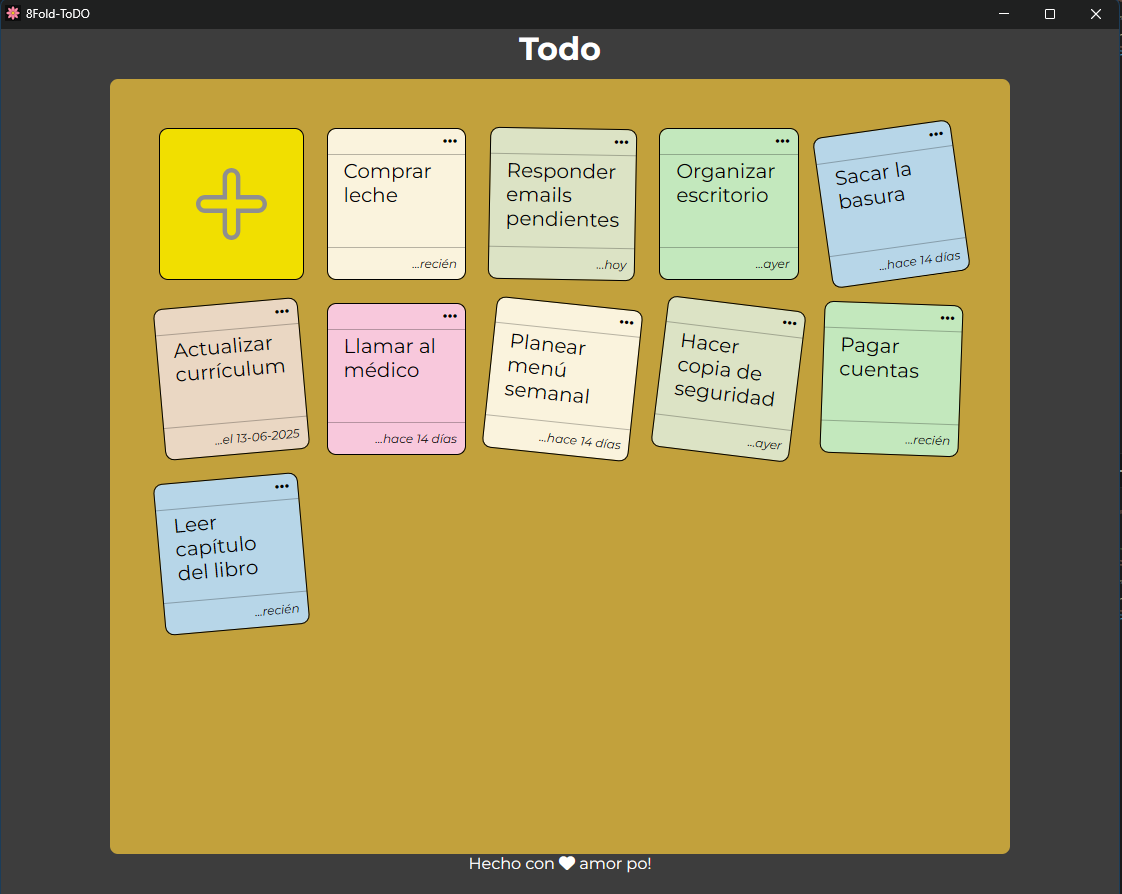 8Fold-ToDO
Todo
Comprar
leche
...recién
Responder
emails
pendientes
...hoy
Organizar
escritorio
...ayer
Sacar la
basura
...hace 14 días
Actualizar
currículum
...el 13-06-2025
Llamar al
médico
...hace 14 días
Planear
menú
semanal
...hace 14 días
Hacer
copia de
seguridad
...ayer
Pagar
cuentas
...recién
Leer
capítulo
del libro
...recién
Hecho con ❤ amor po!